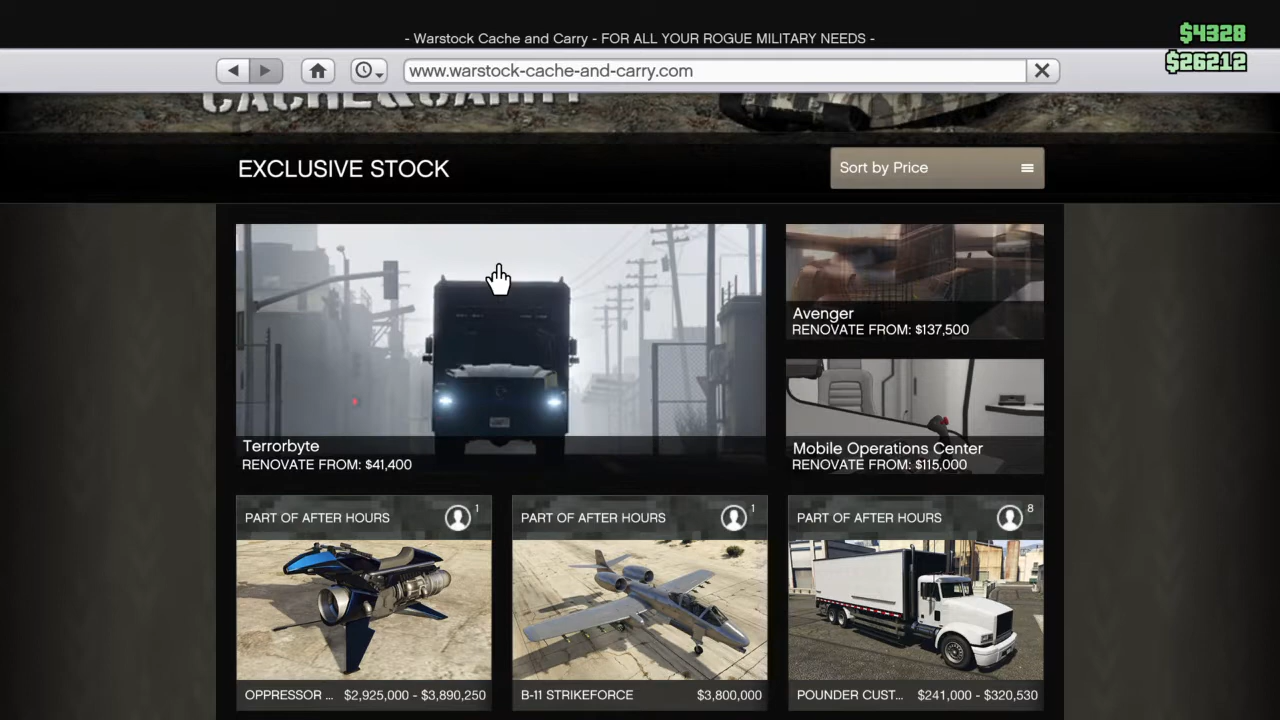 - Warstock Cache and Carry - FOR ALL YOUR ROGUE MILITARY NEEDS -
$4328
$26212
www.warstock-cache-and-carry.com
CACHE & CARRY
EXCLUSIVE STOCK
Sort by Price
Terrorbyte
RENOVATE FROM: $41,400
Avenger
RENOVATE FROM: $137,500
Mobile Operations Center
RENOVATE FROM: $115,000
PART OF AFTER HOURS 1
OPPRESSOR ... $2,925,000 - $3,890,250
PART OF AFTER HOURS 1
B-11 STRIKEFORCE $3,800,000
PART OF AFTER HOURS 8
POUNDER CUST... $241,000 - $320,530